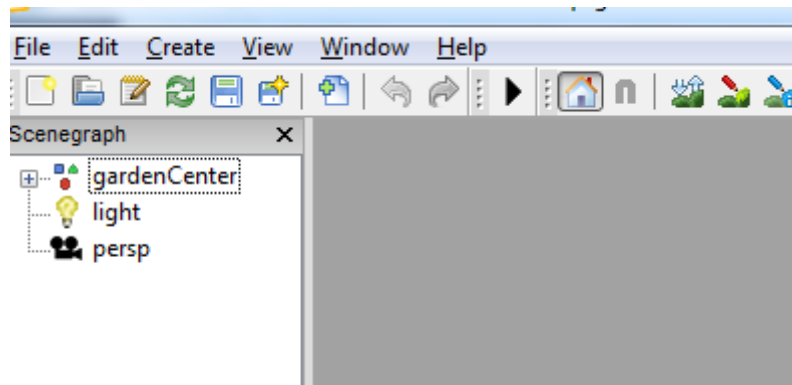 File Edit Create View Window Help
Scenegraph
gardenCenter
light
persp